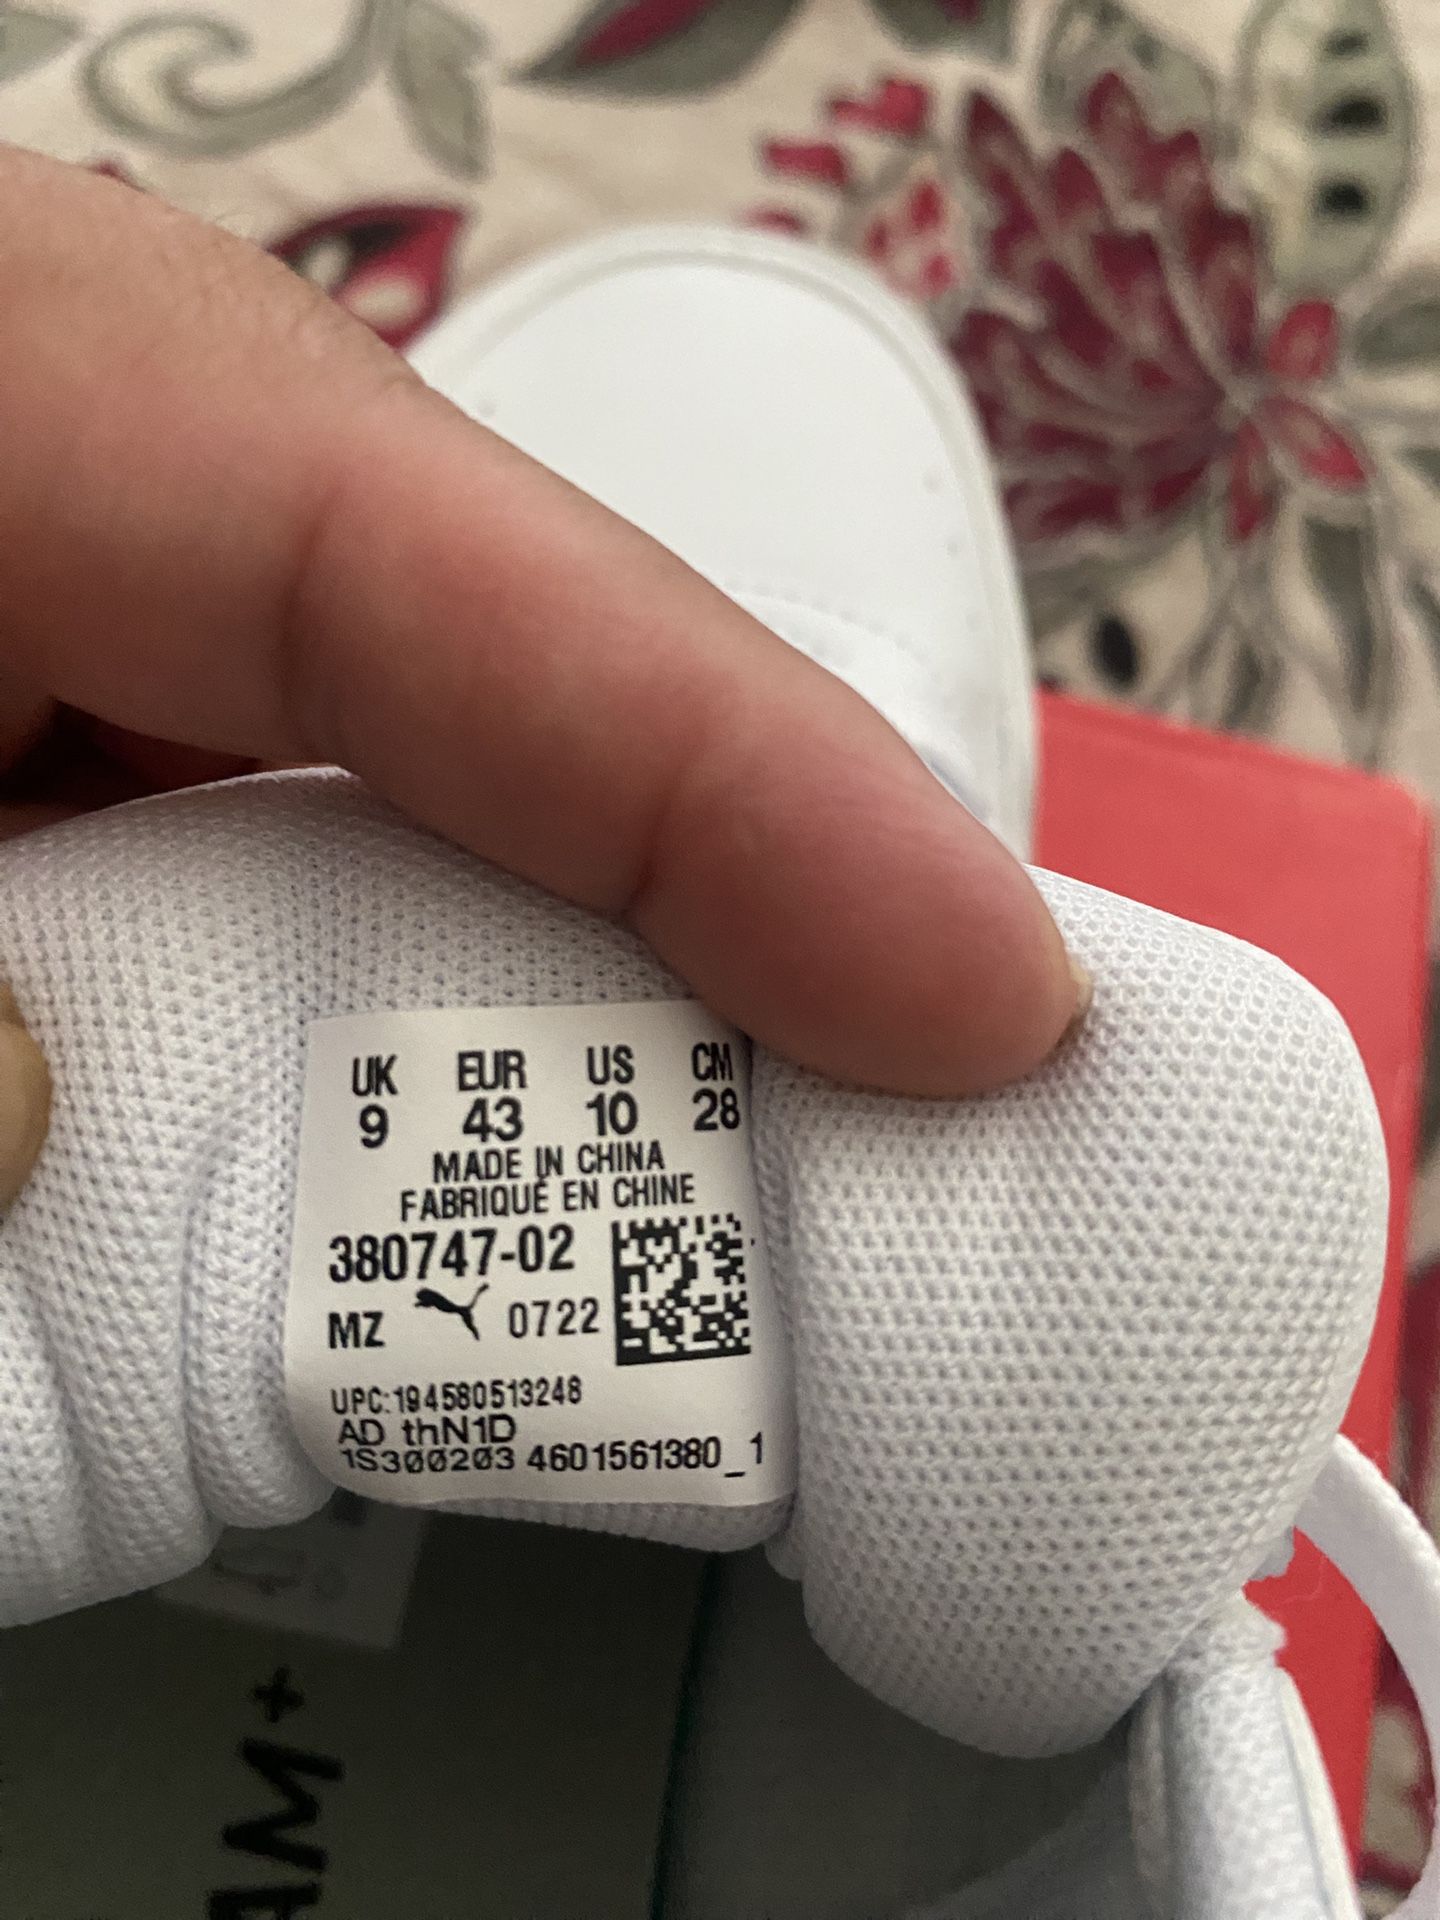 UK EUR US CM
9 43 10 28
MADE IN CHINA
FABRIQUÉ EN CHINE
380747-02
MZ 0722
UPC:194580513248
AD thN1D
1S300203 4601561380_1
AM+